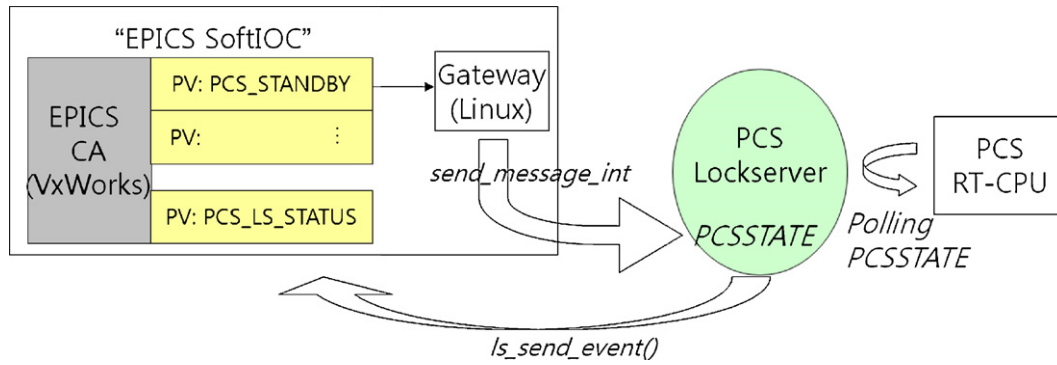 “EPICS SoftIOC”
EPICS
CA
(VxWorks)
PV: PCS_STANDBY
PV: ⋮
PV: PCS_LS_STATUS
Gateway
(Linux)
send_message_int
PCS
Lockserver
PCSSTATE
PCS
RT-CPU
Polling
PCSSTATE
ls_send_event()